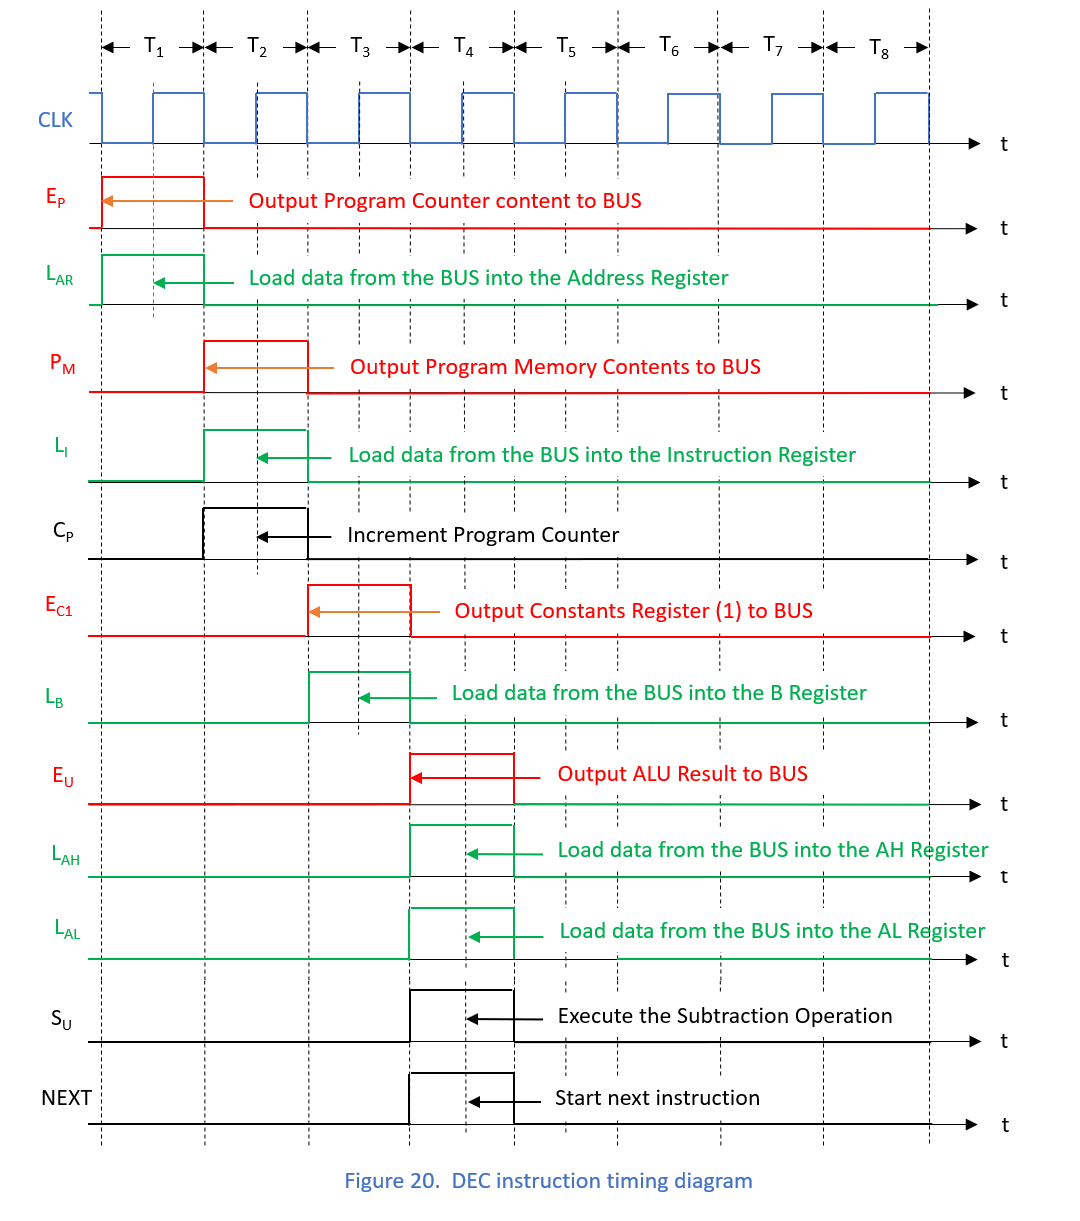 T1 T2 T3 T4 T5 T6 T7 T8
CLK t
EP Output Program Counter content to BUS t
LAR Load data from the BUS into the Address Register t
PM Output Program Memory Contents to BUS t
LI Load data from the BUS into the Instruction Register t
CP Increment Program Counter t
EC1 Output Constants Register (1) to BUS t
LB Load data from the BUS into the B Register t
EU Output ALU Result to BUS t
LAH Load data from the BUS into the AH Register t
LAL Load data from the BUS into the AL Register t
SU Execute the Subtraction Operation t
NEXT Start next instruction t
Figure 20. DEC instruction timing diagram